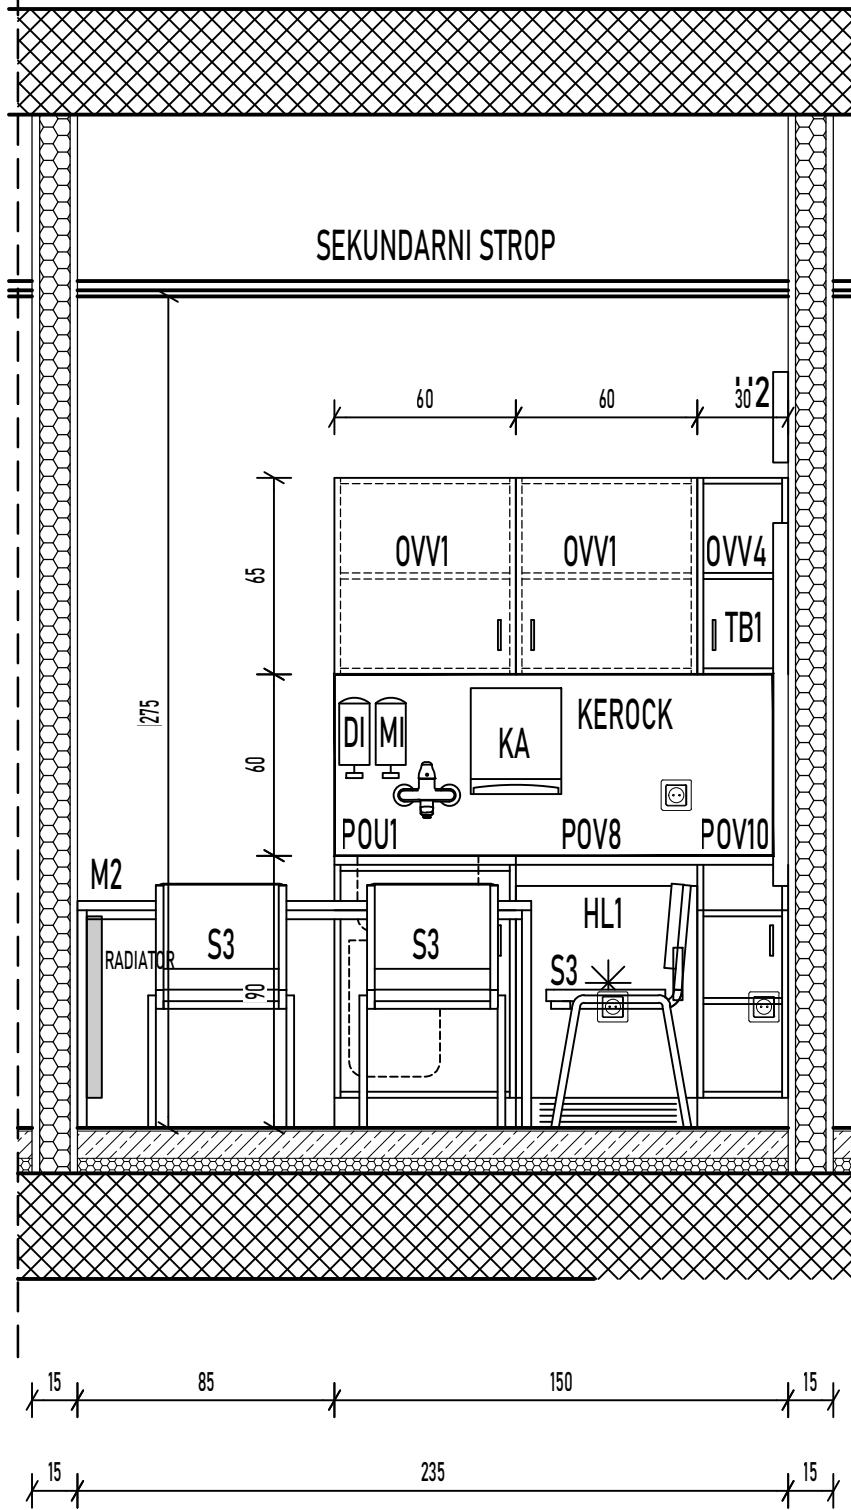 SEKUNDARNI STROP
60
60
30
OVV1
OVV1
OVV4
65
TB1
275
60
DI
MI
KA
KEROCK
POU1
POV8
POV10
M2
S3
S3
HL1
RADIATOR
S3
90
15
85
150
15
15
235
15